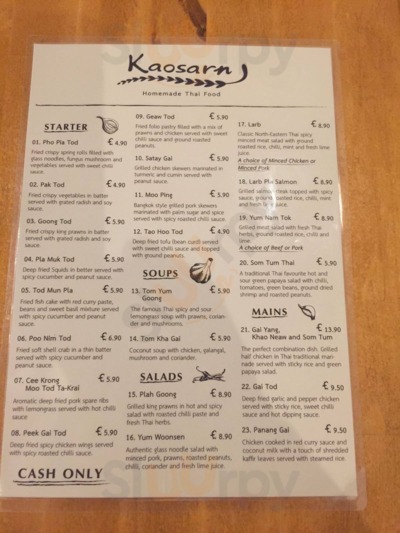 Kaosarn
Homemade Thai Food
STARTER
01. Pho Pla Tod £ 4.90
Fried crispy spring rolls filled with
glass noodles, fungus mushroom and
vegetables served with sweet chilli
sauce
02. Pak Tod £ 4.90
Fried crispy vegetables in batter
served with grated radish and soy
sauce.
03. Goong Tod £ 5.90
Fried crispy king prawns in batter
served with grated radish and soy
sauce.
04. Pla Muk Tod £ 5.90
Deep fried Squids in batter served with
spicy cucumber and peanut sauce.
05. Tod Mun Pla £ 5.90
Fried fish cake with red curry paste,
beans and sweet basil mixture served
with spicy cucumber and peanut
sauce.
06. Poo Nim Tod £ 6.90
Fried soft shell crab in a thin batter
served with spicy cucumber and
peanut sauce.
07. Cee Krong £ 5.90
Moo Tod Ta-Krai
Aromatic deep fried pork spare ribs
with lemongrass served with hot chilli
sauce
08. Peek Gai Tod £ 5.90
Deep fried spicy chicken wings served
with spicy roasted chilli sauce.
CASH ONLY
09. Geaw Tod £ 5.90
Fried folio pastry filled with a mix of
prawns and chicken served with sweet
chilli sauce and ground roasted
peanuts.
10. Satay Gai £ 5.90
Grilled chicken skewers marinated in
turmeric and cumin served with
peanut sauce.
11. Moo Ping £ 5.90
Bangkok style grilled pork skewers
marinated with palm sugar and spice
served with spicy roasted chilli sauce.
12. Tao Hoo Tod £ 4.90
Deep fried tofu (bean curd) served
with sweet chilli sauce and topped
with ground peanuts.
SOUPS
13. Tom Yum £ 5.90
Goong
The famous Thai spicy and sour
lemongrass soup with prawns, corian-
der and mushrooms.
14. Tom Kha Gai £ 5.90
Coconut soup with chicken, galangal,
mushroom and coriander.
SALADS
15. Plah Goong £ 8.90
Grilled king prawns in hot and spicy
salad with roasted chilli paste and
fresh Thai herbs.
16. Yum Woonsen £ 8.90
Authentic glass noodle salad with
minced pork, prawns, roasted peanuts,
chilli, coriander and fresh lime juice.
17. Larb £ 8.90
Classic North-Eastern Thai spicy
minced meat salad with ground
roasted rice, chilli, mint and fresh lime
juice
A choice of Minced Chicken or
Minced Pork
18. Larb Pla Salmon £ 8.90
Grilled salmon steak topped with spicy
sauce, ground roasted rice, chilli, mint
and fresh lime juice.
19. Yum Nem Tok £ 8.90
Grilled meat salad with fresh Thai
herbs, ground roasted rice, chilli and
lime
A choice of Beef or Pork
20. Som Tum Thai £ 5.90
A traditional Thai favourite hot and
sour green papaya salad with chilli,
tomatoes, green beans, ground dried
shrimp and roasted peanuts.
MAINS
21. Gai Yang, £ 13.90
Khao Neaw and Som Tum
The perfect combination dish. Grilled
half chicken in Thai traditional mari-
nade served with sticky rice and green
papaya salad.
22. Gai Tod £ 9.50
Deep fried garlic and pepper chicken
served with sticky rice, sweet chilli
sauce and hot dipping sauce.
23. Panang Gai £ 9.50
Chicken cooked in red curry sauce and
coconut milk with a touch of shredded
kaffir leaves served with steamed rice.